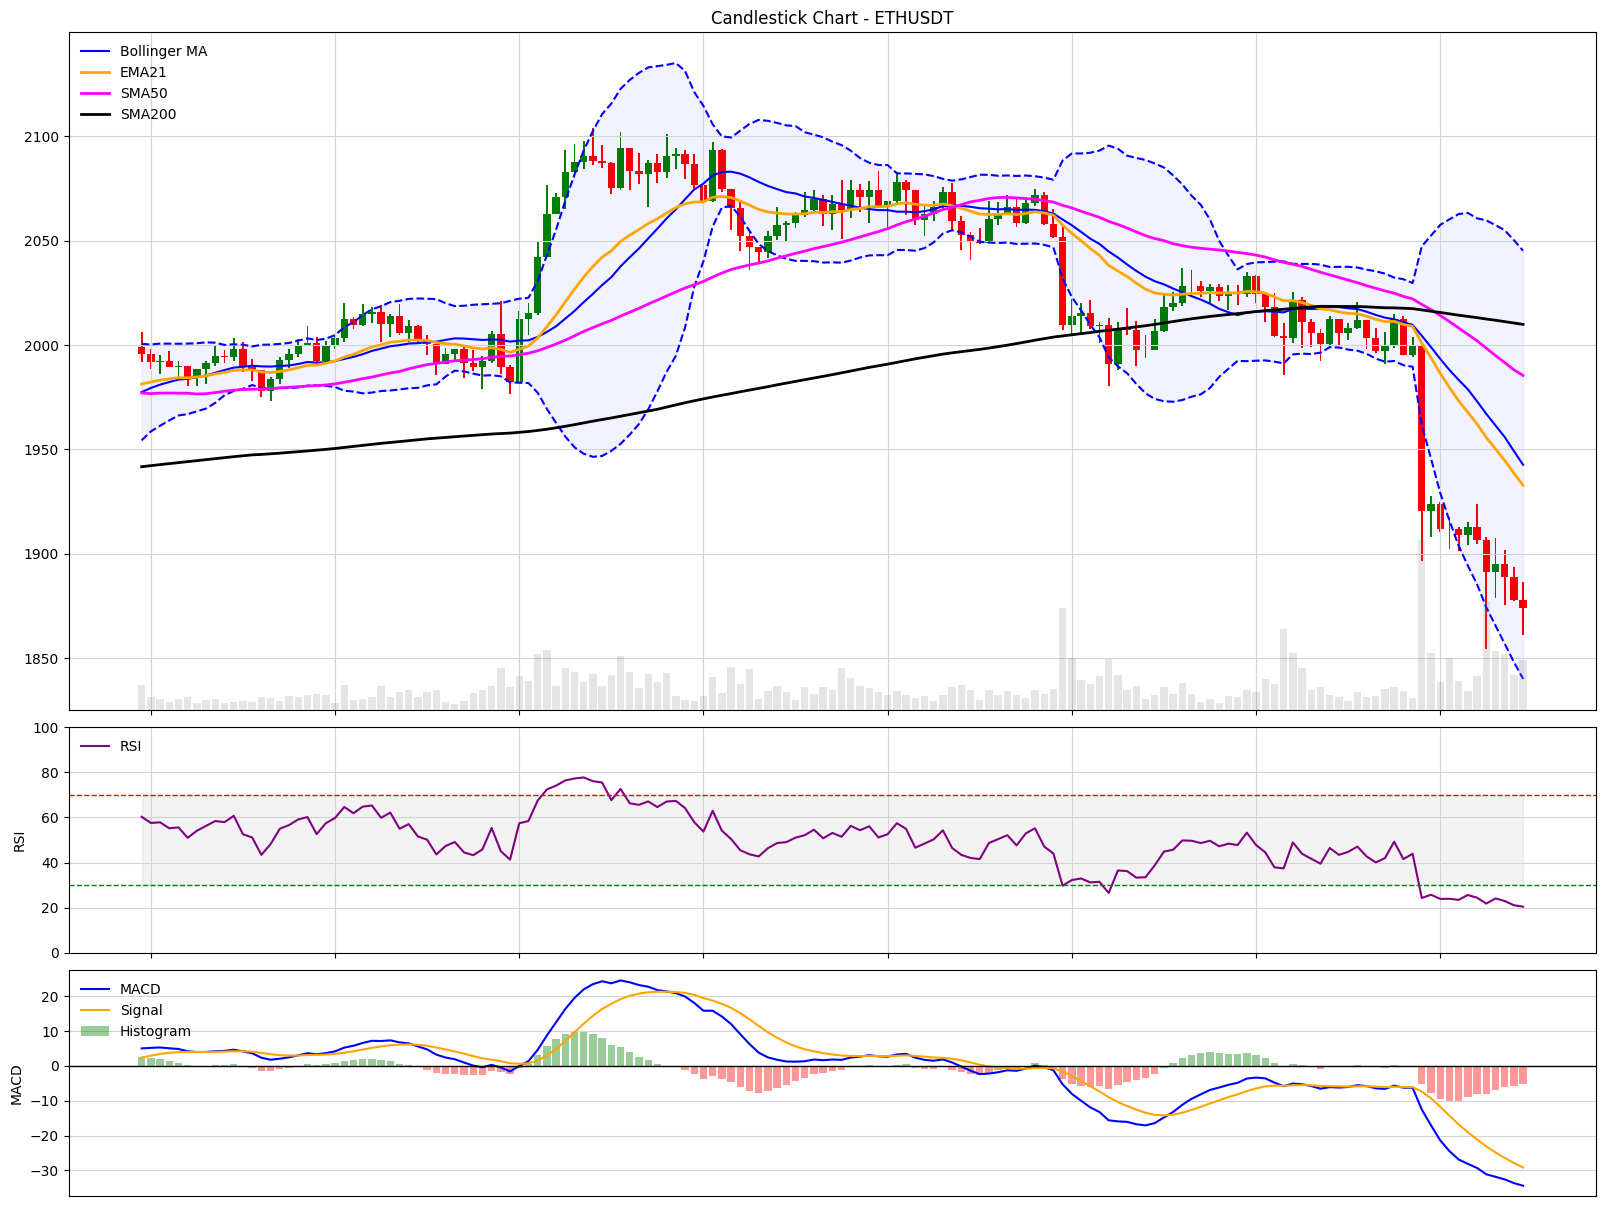 Candlestick Chart - ETHUSDT
Bollinger MA
EMA21
SMA50
SMA200
2100
2050
2000
1950
1900
1850
100
RSI
80
60
RSI
40
20
0
MACD
20
Signal
10
Histogram
0
MACD
−10
−20
−30